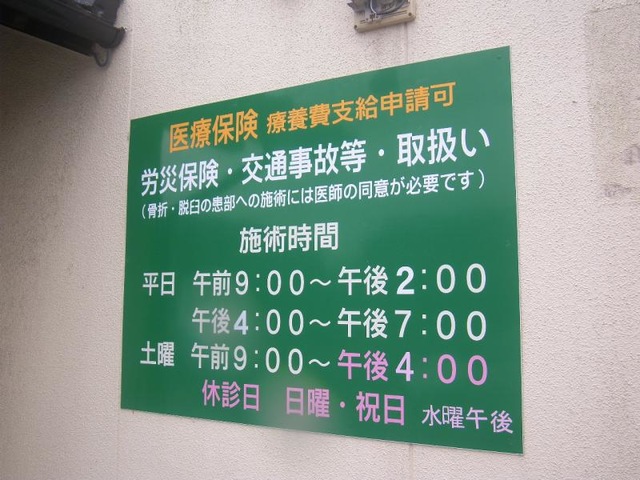 医療保険 療養費支給申請可
労災保険・交通事故等・取扱い
（骨折・脱臼の患部への施術には医師の同意が必要です）
施術時間
平日 午前9:00～午後2:00
午後4:00～午後7:00
土曜 午前9:00～午後4:00
休診日 日曜・祝日 水曜午後